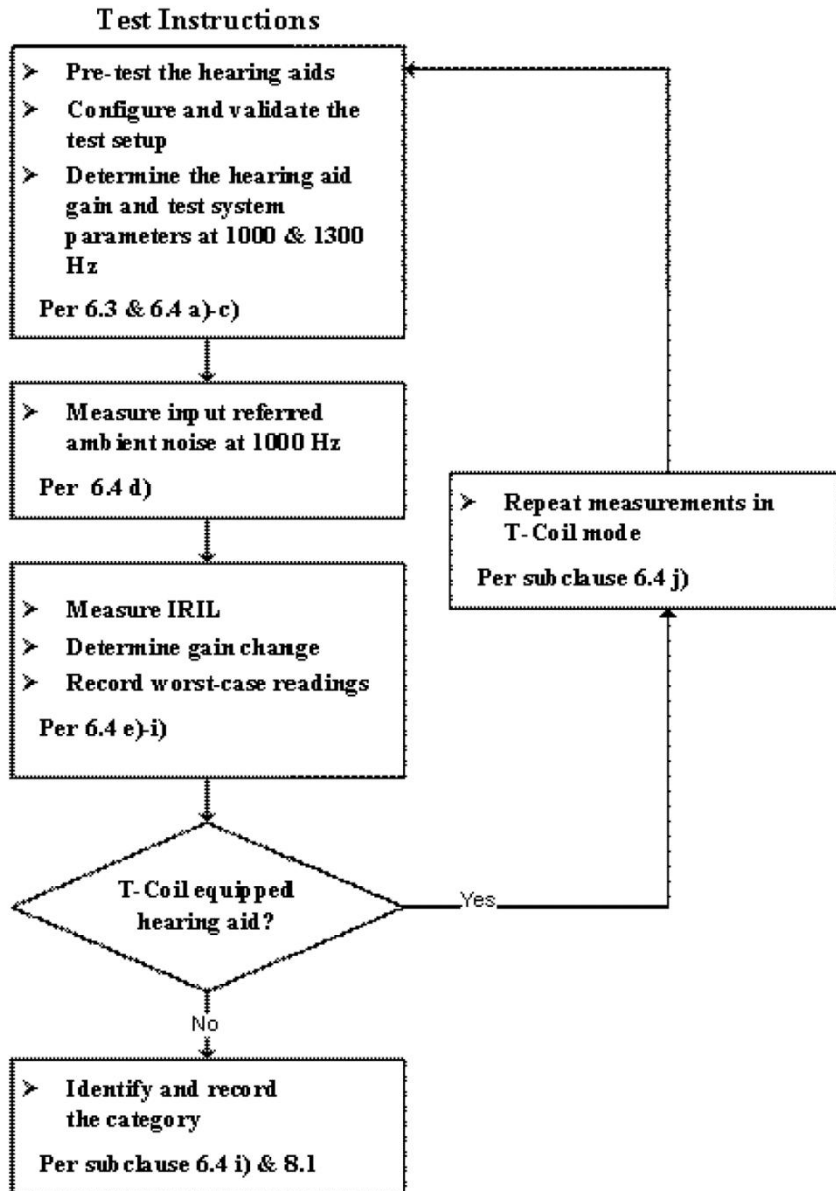 Test Instructions
➢ Pre-test the hearing aids
➢ Configure and validate the
test setup
➢ Determine the hearing aid
gain and test system
parameters at 1000 & 1300
Hz
Per 6.3 & 6.4 a)-c)
➢ Measure input referred
ambient noise at 1000 Hz
Per 6.4 d)
➢ Measure IRIL
➢ Determine gain change
➢ Record worst-case readings
Per 6.4 e)-i)
➢ Repeat measurements in
T-Coil mode
Per subclause 6.4 j)
T-Coil equipped
hearing aid?
Yes
No
➢ Identify and record
the category
Per subclause 6.4 i) & 8.1